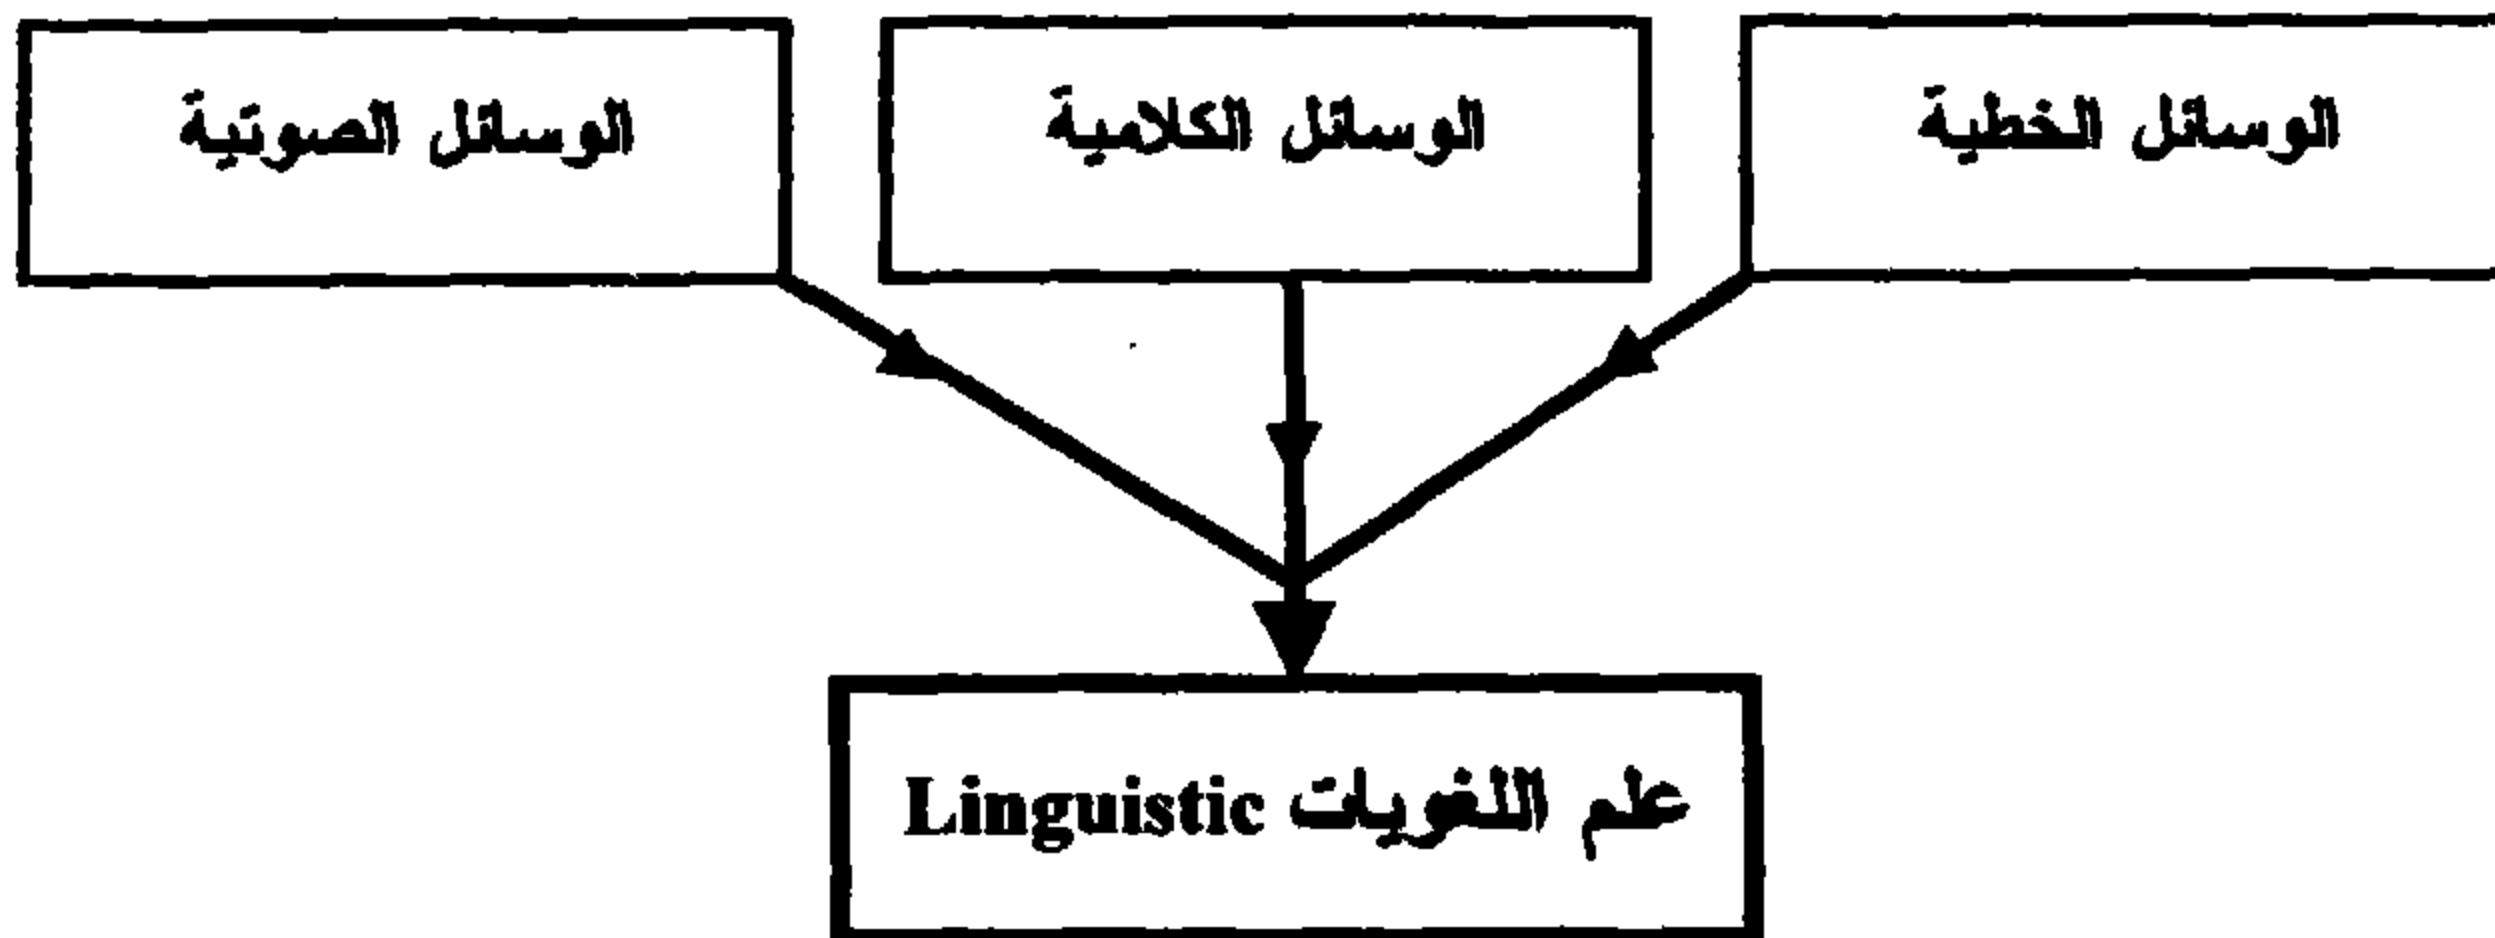 الوسائل الخطية
الوسائل الكلامية
الوسائل الصوتية
علم اللغويات Linguistic